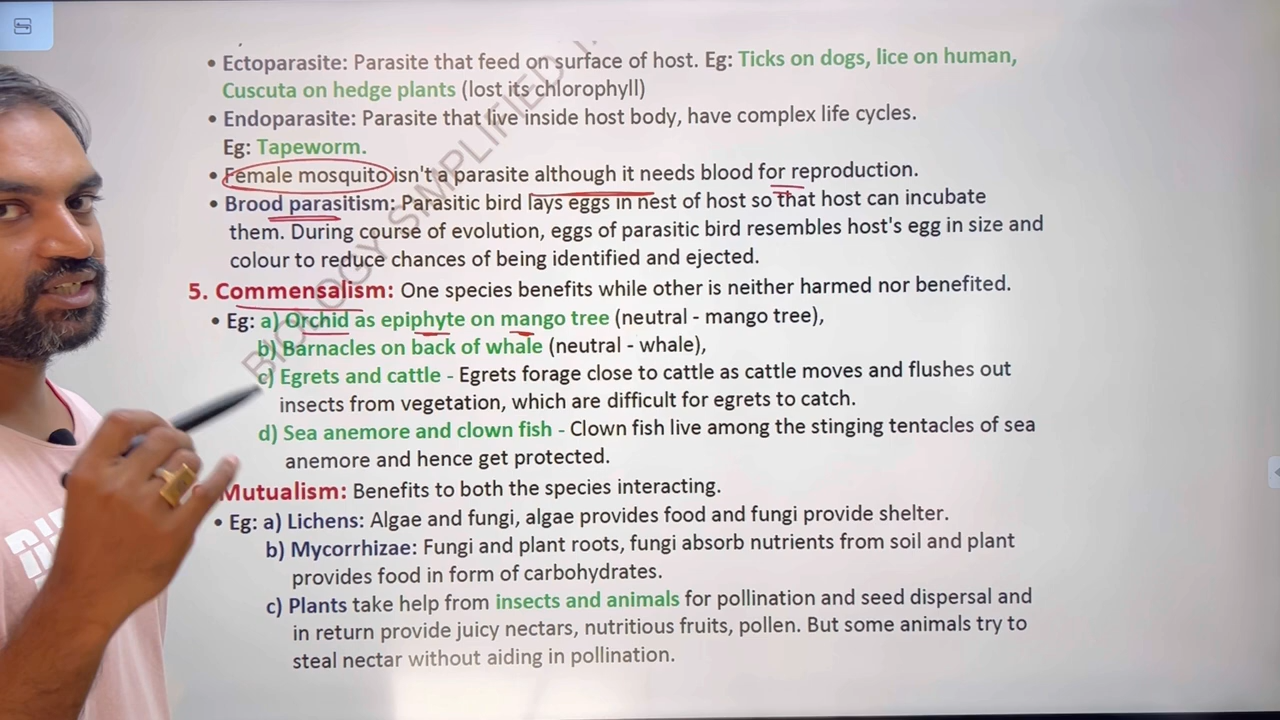 • Ectoparasite: Parasite that feed on surface of host. Eg: Ticks on dogs, lice on human,
Cuscuta on hedge plants (lost its chlorophyll)
• Endoparasite: Parasite that live inside host body, have complex life cycles.
Eg: Tapeworm.
• Female mosquito isn't a parasite although it needs blood for reproduction.
• Brood parasitism: Parasitic bird lays eggs in nest of host so that host can incubate
them. During course of evolution, eggs of parasitic bird resembles host's egg in size and
colour to reduce chances of being identified and ejected.
5. Commensalism: One species benefits while other is neither harmed nor benefited.
• Eg: a) Orchid as epiphyte on mango tree (neutral - mango tree),
b) Barnacles on back of whale (neutral - whale),
c) Egrets and cattle - Egrets forage close to cattle as cattle moves and flushes out
insects from vegetation, which are difficult for egrets to catch.
d) Sea anemore and clown fish - Clown fish live among the stinging tentacles of sea
anemore and hence get protected.
Mutualism: Benefits to both the species interacting.
• Eg: a) Lichens: Algae and fungi, algae provides food and fungi provide shelter.
b) Mycorrhizae: Fungi and plant roots, fungi absorb nutrients from soil and plant
provides food in form of carbohydrates.
c) Plants take help from insects and animals for pollination and seed dispersal and
in return provide juicy nectars, nutritious fruits, pollen. But some animals try to
steal nectar without aiding in pollination.
BIOLOGY SIMPLIFIED